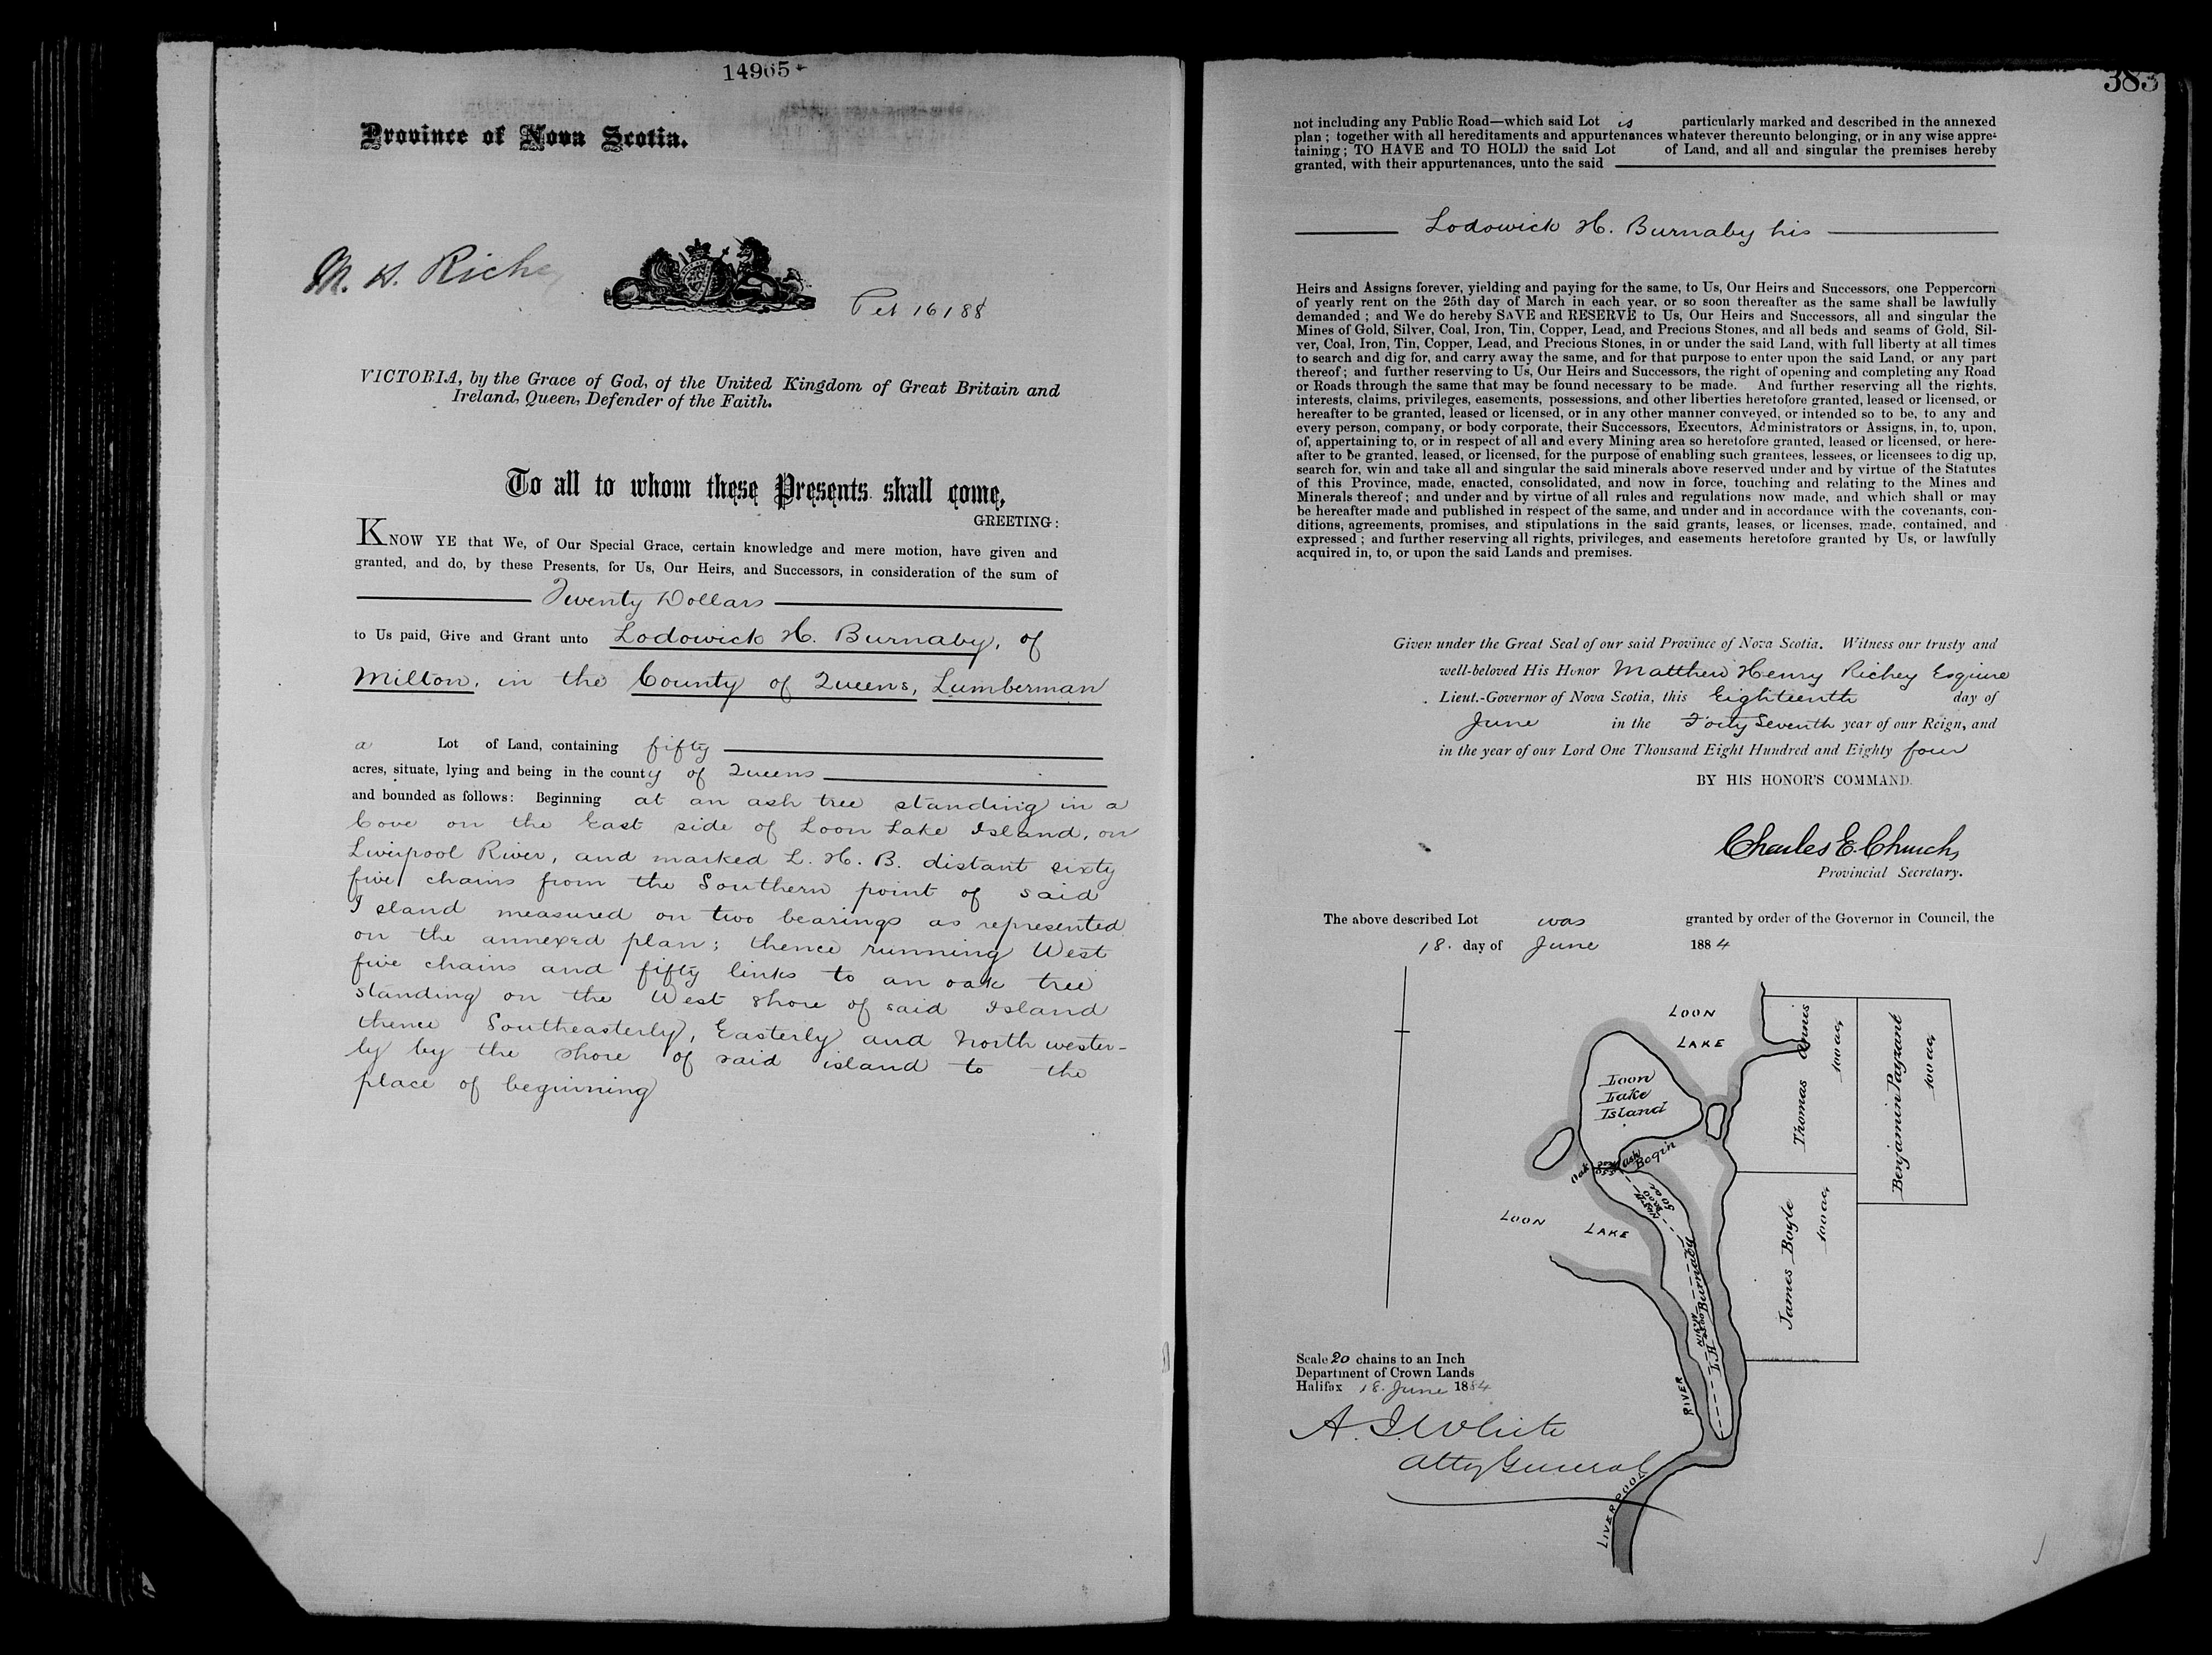 14965
Province of Nova Scotia.
M. H. Richey
Pet 16188
VICTORIA, by the Grace of God, of the United Kingdom of Great Britain and
Ireland, Queen, Defender of the Faith.
To all to whom these Presents shall come,
GREETING:
KNOW YE that We, of Our Special Grace, certain knowledge and mere motion, have given and
granted, and do, by these Presents, for Us, Our Heirs, and Successors, in consideration of the sum of
Twenty Dollars
to Us paid, Give and Grant unto Lodowick H. Burnaby, of
Milton, in the County of Queens, Lumberman
a Lot of Land, containing fifty
acres, situate, lying and being in the county of Queens
and bounded as follows: Beginning at an ash tree standing in a
Cove on the East side of Loon Lake Island, on
Liverpool River, and marked L. H. B. distant sixty
five chains from the Southern point of said
Island measured on two bearings as represented
on the annexed plan; thence running West
five chains and fifty links to an oak tree
standing on the West shore of said Island
thence Southeasterly, Easterly and North wester-
ly by the shore of said island to the
place of beginning
383
not including any Public Road—which said Lot is particularly marked and described in the annexed
plan; together with all hereditaments and appurtenances whatever thereunto belonging, or in any wise apper-
taining; TO HAVE and TO HOLD the said Lot of Land, and all and singular the premises hereby
granted, with their appurtenances, unto the said
Lodowick H. Burnaby his
Heirs and Assigns forever, yielding and paying for the same, to Us, Our Heirs and Successors, one Peppercorn
of yearly rent on the 25th day of March in each year, or so soon thereafter as the same shall be lawfully
demanded; and We do hereby SAVE and RESERVE to Us, Our Heirs and Successors, all and singular the
Mines of Gold, Silver, Coal, Iron, Tin, Copper, Lead, and Precious Stones, and all beds and seams of Gold, Sil-
ver, Coal, Iron, Tin, Copper, Lead, and Precious Stones, in or under the said Land, with full liberty at all times
to search and dig for, and carry away the same, and for that purpose to enter upon the said Land, or any part
thereof; and further reserving to Us, Our Heirs and Successors, the right of opening and completing any Road
or Roads through the same that may be found necessary to be made. And further reserving all the rights,
interests, claims, privileges, easements, possessions, and other liberties heretofore granted, leased or licensed, or
hereafter to be granted, leased or licensed, or in any other manner conveyed, or intended so to be, to any and
every person, company, or body corporate, their Successors, Executors, Administrators or Assigns, in, to, upon,
of, appertaining to, or in respect of all and every Mining area so heretofore granted, leased or licensed, or here-
after to be granted, leased, or licensed, for the purpose of enabling such grantees, lessees, or licensees to dig up,
search for, win and take all and singular the said minerals above reserved under and by virtue of the Statutes
of this Province, made, enacted, consolidated, and now in force, touching and relating to the Mines and
Minerals thereof; and under and by virtue of all rules and regulations now made, and which shall or may
be hereafter made and published in respect of the same, and under and in accordance with the covenants, con-
ditions, agreements, promises, and stipulations in the said grants, leases, or licenses, made, contained, and
expressed; and further reserving all rights, privileges, and easements heretofore granted by Us, or lawfully
acquired in, to, or upon the said Lands and premises.
Given under the Great Seal of our said Province of Nova Scotia. Witness our trusty and
well-beloved His Honor Matthew Henry Richey Esquire
Lieut.-Governor of Nova Scotia, this Eighteenth day of
June in the Forty Seventh year of our Reign, and
in the year of our Lord One Thousand Eight Hundred and Eighty four
BY HIS HONOR'S COMMAND.
Charles E. Church,
Provincial Secretary.
The above described Lot was granted by order of the Governor in Council, the
18. day of June 1884
LOON
LAKE
Loon
Lake
Island
Thomas Annis
100 ac,
Benjamin Payzant
100 ac,
Oak
Ash
Begin
50 ac
LOON LAKE
L. H. Burnaby
James Bogle
100 ac,
RIVER
LIVERPOOL
Scale 20 chains to an Inch
Department of Crown Lands
Halifax 18. June 1884
A. J. White
Atty General